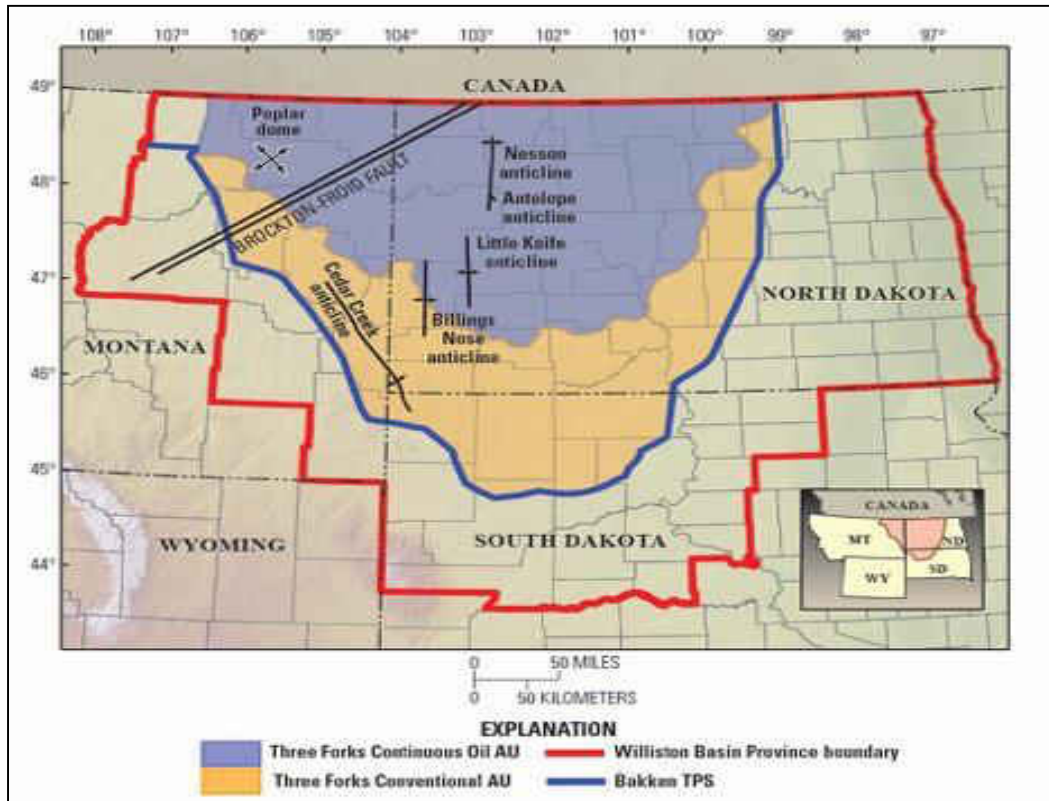 108° 107° 106° 105° 104° 103° 102° 101° 100° 99° 98° 97°
49°
CANADA
Poplar
dome
Nesson
anticline
48°
Antelope
anticline
BROCKTON-FROID FAULT
Little Knife
anticline
47°
Cedar Creek
anticline
NORTH DAKOTA
Billings
Nose
anticline
MONTANA
46°
45°
CANADA
SOUTH DAKOTA
WYOMING
MT
ND
44°
SD
WY
0 50 MILES
0 50 KILOMETERS
EXPLANATION
Three Forks Continuous Oil AU
Williston Basin Province boundary
Three Forks Conventional AU
Bakken TPS